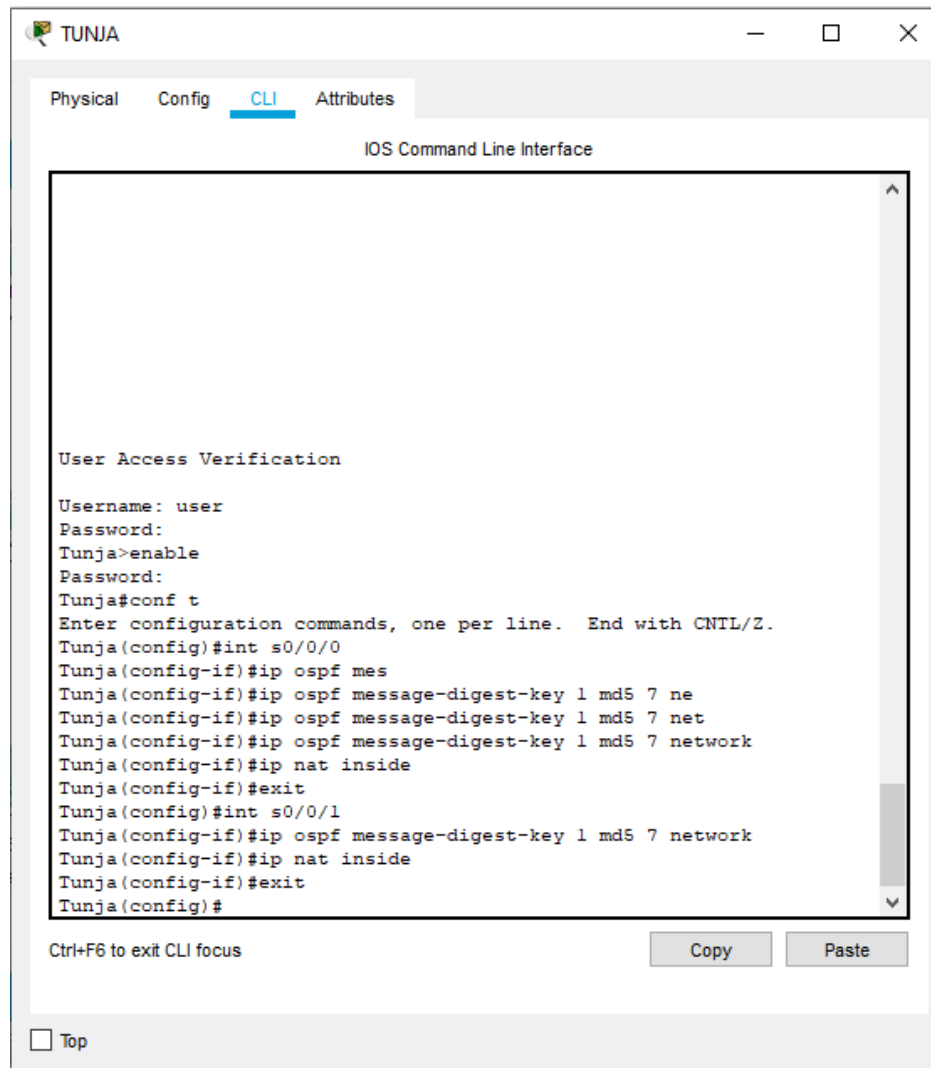 TUNJA
Physical Config CLI Attributes
IOS Command Line Interface
User Access Verification
Username: user
Password:
Tunja>enable
Password:
Tunja#conf t
Enter configuration commands, one per line.  End with CNTL/Z.
Tunja(config)#int s0/0/0
Tunja(config-if)#ip ospf mes
Tunja(config-if)#ip ospf message-digest-key 1 md5 7 ne
Tunja(config-if)#ip ospf message-digest-key 1 md5 7 net
Tunja(config-if)#ip ospf message-digest-key 1 md5 7 network
Tunja(config-if)#ip nat inside
Tunja(config-if)#exit
Tunja(config)#int s0/0/1
Tunja(config-if)#ip ospf message-digest-key 1 md5 7 network
Tunja(config-if)#ip nat inside
Tunja(config-if)#exit
Tunja(config)#
Ctrl+F6 to exit CLI focus Copy Paste
Top